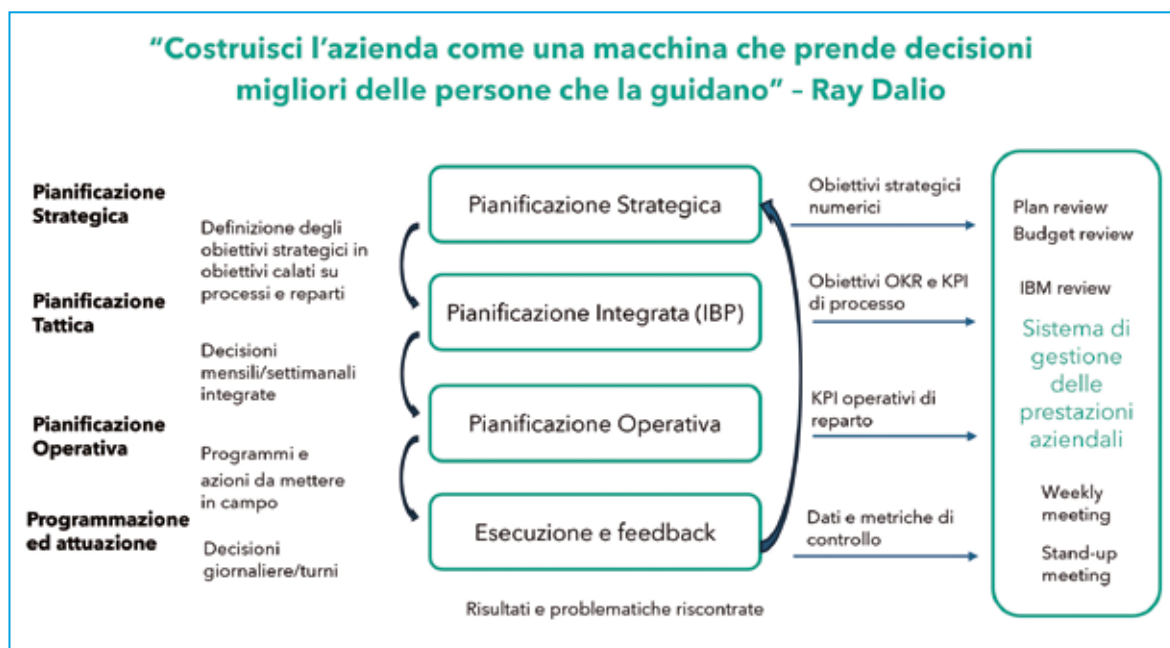 “Costruisci l’azienda come una macchina che prende decisioni
migliori delle persone che la guidano” – Ray Dalio
Pianificazione
Strategica
Definizione degli
obiettivi strategici in
obiettivi calati su
processi e reparti
Pianificazione
Tattica
Decisioni
mensili/settimanali
integrate
Pianificazione
Operativa
Programmi e
azioni da mettere
in campo
Programmazione
ed attuazione
Decisioni
giornaliere/turni
Pianificazione Strategica
Pianificazione Integrata (IBP)
Pianificazione Operativa
Esecuzione e feedback
Risultati e problematiche riscontrate
Obiettivi strategici
numerici
Obiettivi OKR e KPI
di processo
KPI operativi di
reparto
Dati e metriche di
controllo
Plan review
Budget review
IBM review
Sistema di
gestione
delle
prestazioni
aziendali
Weekly
meeting
Stand-up
meeting